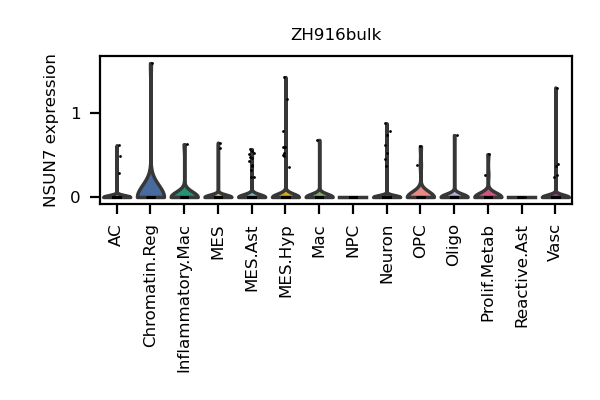 ZH916bulk
NSUN7 expression
1
0
AC
Chromatin.Reg
Inflammatory.Mac
MES
MES.Ast
MES.Hyp
Mac
NPC
Neuron
OPC
Oligo
Prolif.Metab
Reactive.Ast
Vasc